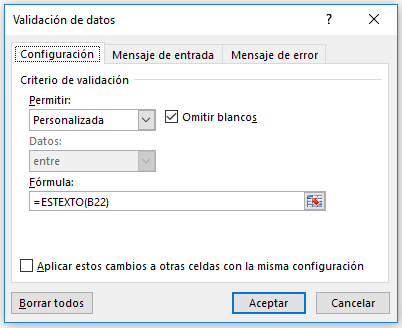 Validación de datos
?
Configuración
Mensaje de entrada
Mensaje de error
Criterio de validación
Permitir:
Personalizada
Omitir blancos
Datos:
entre
Fórmula:
=ESTEXTO(B22)
Aplicar estos cambios a otras celdas con la misma configuración
Borrar todos
Aceptar
Cancelar